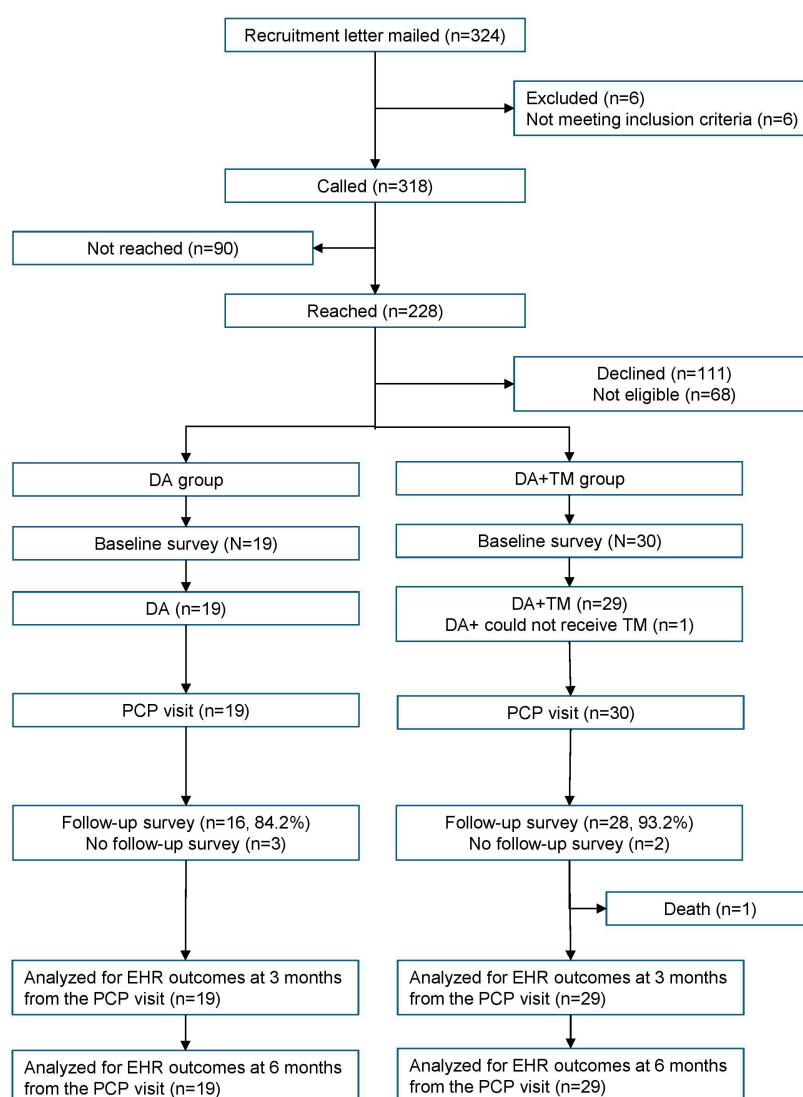 Recruitment letter mailed (n=324)
Excluded (n=6)
Not meeting inclusion criteria (n=6)
Called (n=318)
Not reached (n=90)
Reached (n=228)
Declined (n=111)
Not eligible (n=68)
DA group
DA+TM group
Baseline survey (N=19)
Baseline survey (N=30)
DA (n=19)
DA+TM (n=29)
DA+ could not receive TM (n=1)
PCP visit (n=19)
PCP visit (n=30)
Follow-up survey (n=16, 84.2%)
No follow-up survey (n=3)
Follow-up survey (n=28, 93.2%)
No follow-up survey (n=2)
Death (n=1)
Analyzed for EHR outcomes at 3 months
from the PCP visit (n=19)
Analyzed for EHR outcomes at 3 months
from the PCP visit (n=29)
Analyzed for EHR outcomes at 6 months
from the PCP visit (n=19)
Analyzed for EHR outcomes at 6 months
from the PCP visit (n=29)